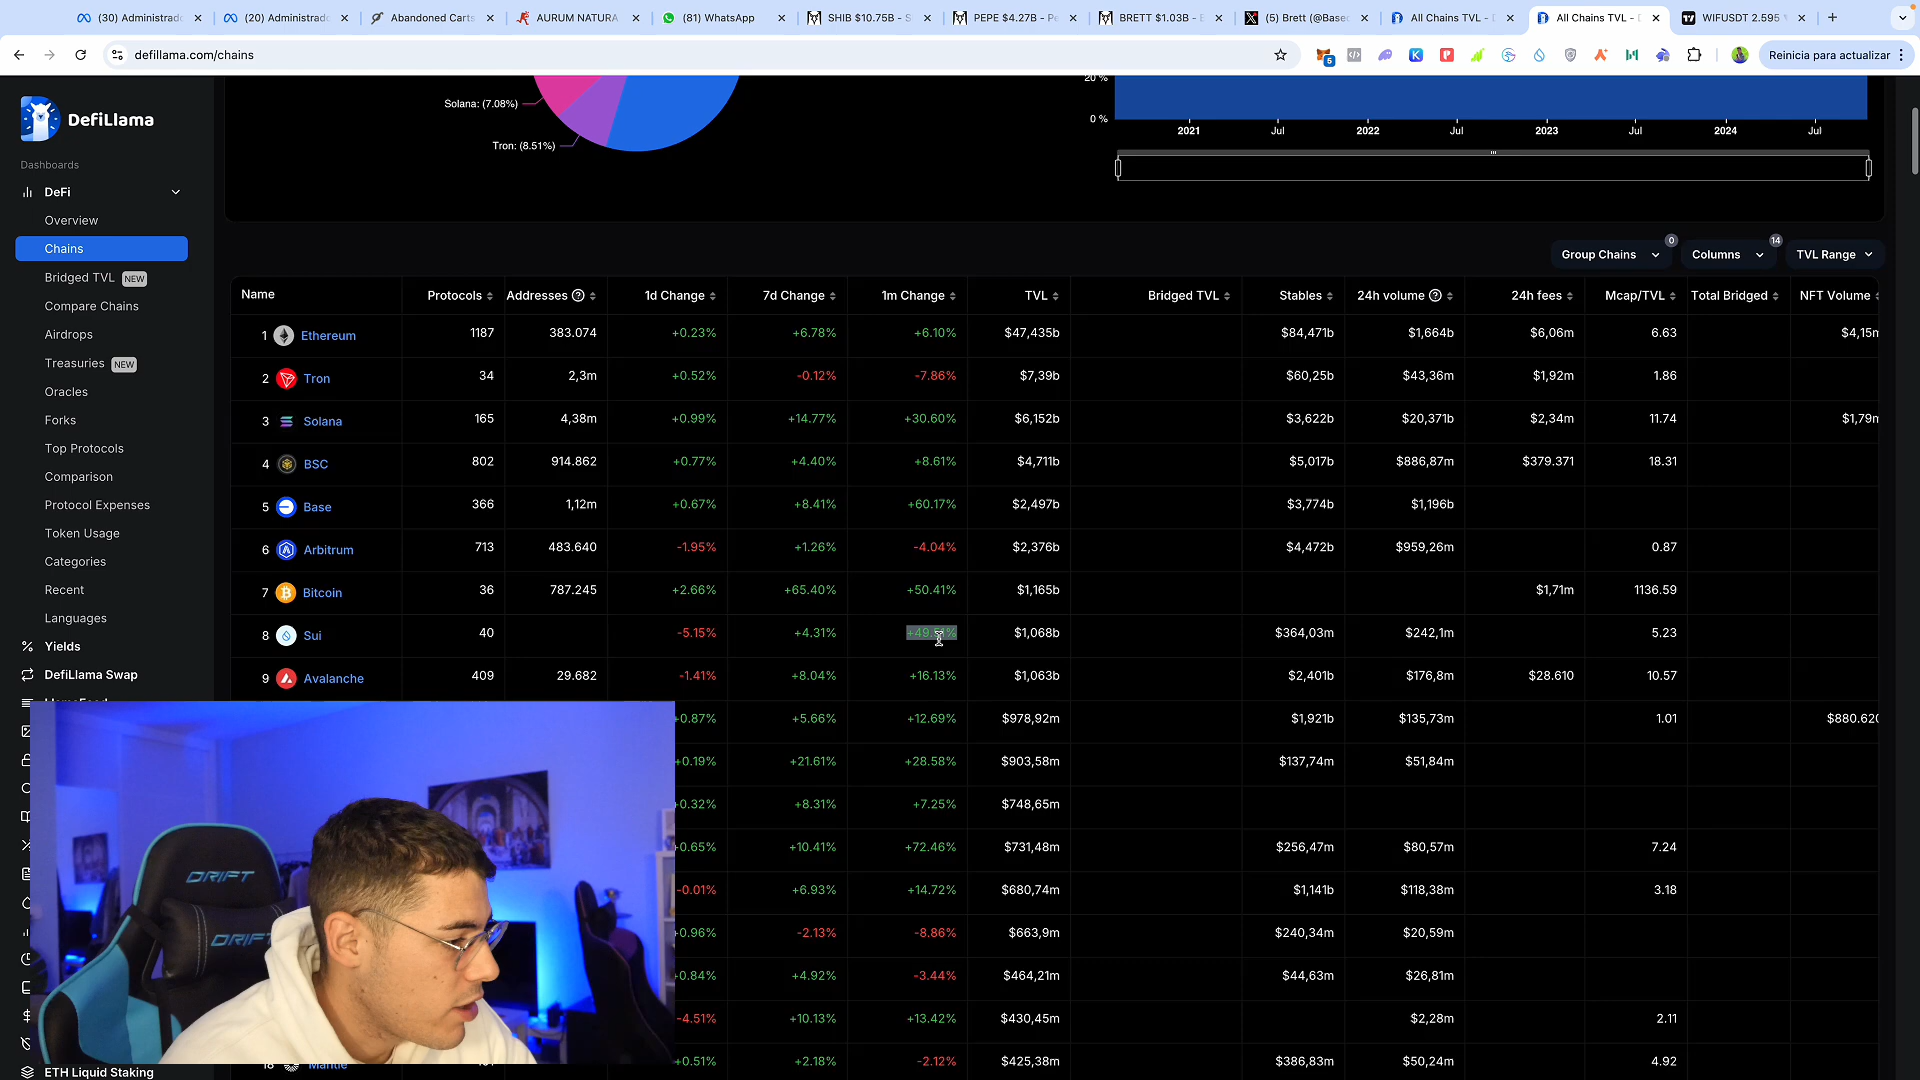 (30) Administrado
(20) Administrado
Abandoned Carts
AURUM NATURA
(81) WhatsApp
SHIB $10.75B - S
PEPE $4.27B - Pe
BRETT $1.03B - E
(5) Brett (@Based
All Chains TVL - D
All Chains TVL - D
WIFUSDT 2.595
defillama.com/chains
5
Reinicia para actualizar
DefiLlama
Dashboards
DeFi
Overview
Chains
Bridged TVL NEW
Compare Chains
Airdrops
Treasuries NEW
Oracles
Forks
Top Protocols
Comparison
Protocol Expenses
Token Usage
Categories
Recent
Languages
Yields
DefiLlama Swap
ETH Liquid Staking
Solana: (7.08%)
Tron: (8.51%)
20 %
0 %
2021 Jul 2022 Jul 2023 Jul 2024 Jul
Group Chains 0 Columns 14 TVL Range
Name Protocols Addresses 1d Change 7d Change 1m Change TVL Bridged TVL Stables 24h volume 24h fees Mcap/TVL Total Bridged NFT Volume
1 Ethereum 1187 383.074 +0.23% +6.78% +6.10% $47,435b $84,471b $1,664b $6,06m 6.63 $4,15m
2 Tron 34 2,3m +0.52% -0.12% -7.86% $7,39b $60,25b $43,36m $1,92m 1.86
3 Solana 165 4,38m +0.99% +14.77% +30.60% $6,152b $3,622b $20,371b $2,34m 11.74 $1,79m
4 BSC 802 914.862 +0.77% +4.40% +8.61% $4,711b $5,017b $886,87m $379.371 18.31
5 Base 366 1,12m +0.67% +8.41% +60.17% $2,497b $3,774b $1,196b
6 Arbitrum 713 483.640 -1.95% +1.26% -4.04% $2,376b $4,472b $959,26m 0.87
7 Bitcoin 36 787.245 +2.66% +65.40% +50.41% $1,165b $1,71m 1136.59
8 Sui 40 -5.15% +4.31% $1,068b $364,03m $242,1m 5.23
9 Avalanche 409 29.682 -1.41% +8.04% +16.13% $1,063b $2,401b $176,8m $28.610 10.57
+0.87% +5.66% +12.69% $978,92m $1,921b $135,73m 1.01 $880.620
+0.19% +21.61% +28.58% $903,58m $137,74m $51,84m
+0.32% +8.31% +7.25% $748,65m
+0.65% +10.41% +72.46% $731,48m $256,47m $80,57m 7.24
-0.01% +6.93% +14.72% $680,74m $1,141b $118,38m 3.18
+0.96% -2.13% -8.86% $663,9m $240,34m $20,59m
+0.84% +4.92% -3.44% $464,21m $44,63m $26,81m
-4.51% +10.13% +13.42% $430,45m $2,28m 2.11
+0.51% +2.18% -2.12% $425,38m $386,83m $50,24m 4.92
DRIFT
DRIFT